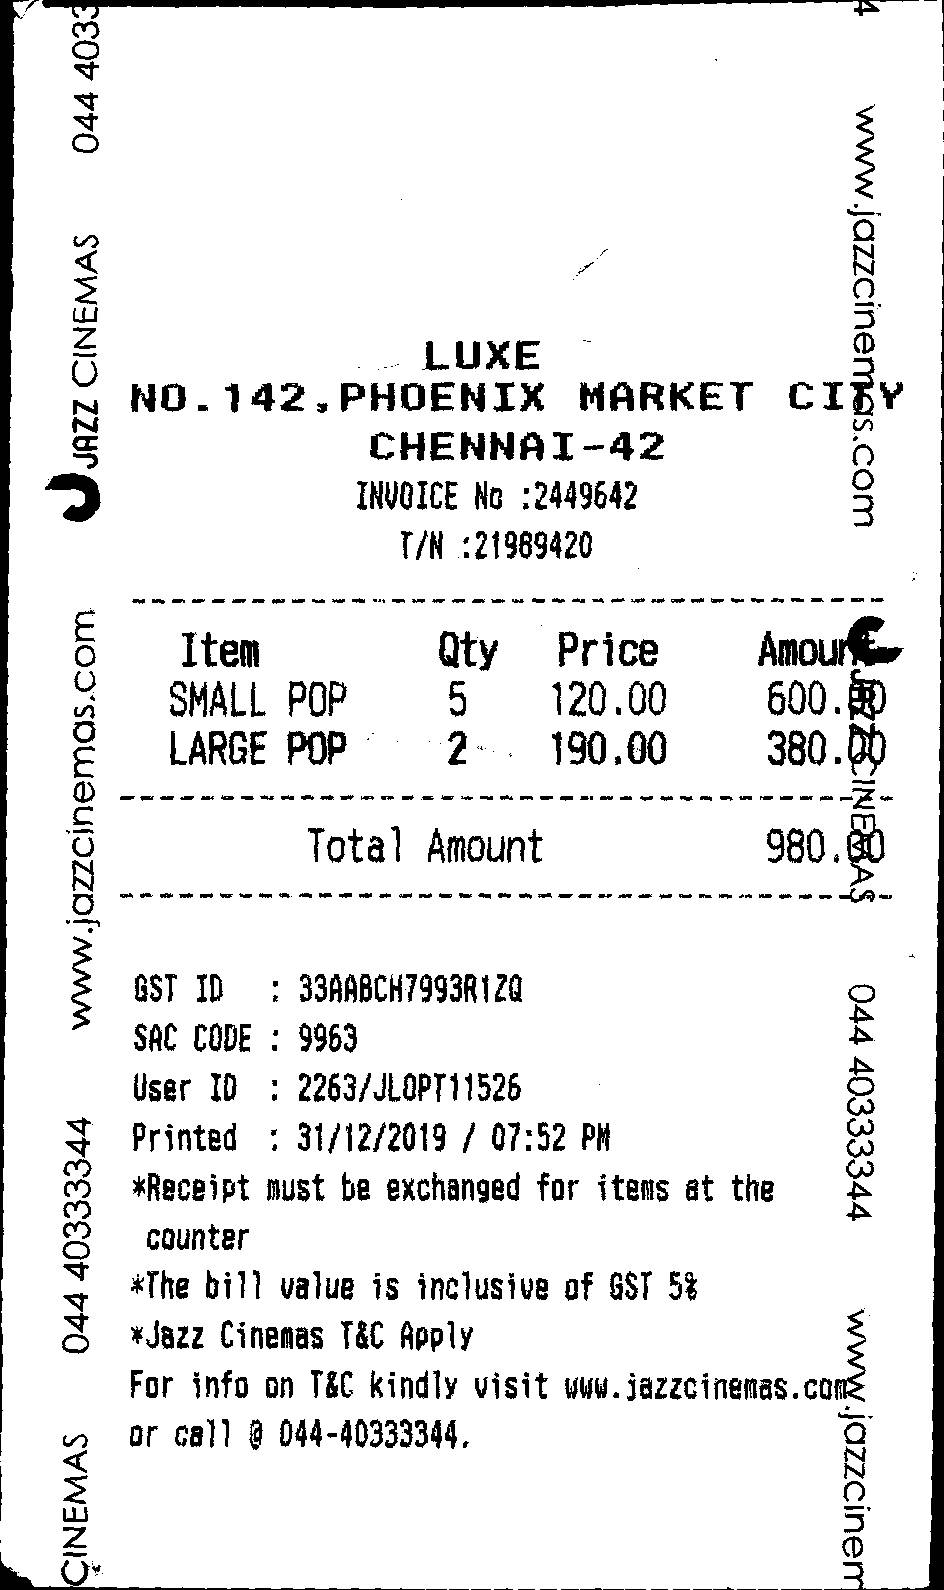 LUXE
NO.142,PHOENIX MARKET CITY
CHENNAI-42
INVOICE No :2449642
T/N :21989420
Item Qty Price Amount
SMALL POP 5 120.00 600.00
LARGE POP 2 190.00 380.00
Total Amount 980.00
GST ID : 33AABCH7993R1ZQ
SAC CODE : 9963
User ID : 2263/JLOPT11526
Printed : 31/12/2019 / 07:52 PM
*Receipt must be exchanged for items at the
counter
*The bill value is inclusive of GST 5%
*Jazz Cinemas T&C Apply
For info on T&C kindly visit www.jazzcinemas.com
or call @ 044-40333344.
CINEMAS 044 40333344 www.jazzcinemas.com JAZZ CINEMAS 044 4033
4 www.jazzcinemas.com JAZZ CINEMAS 044 40333344 www.jazzcinem